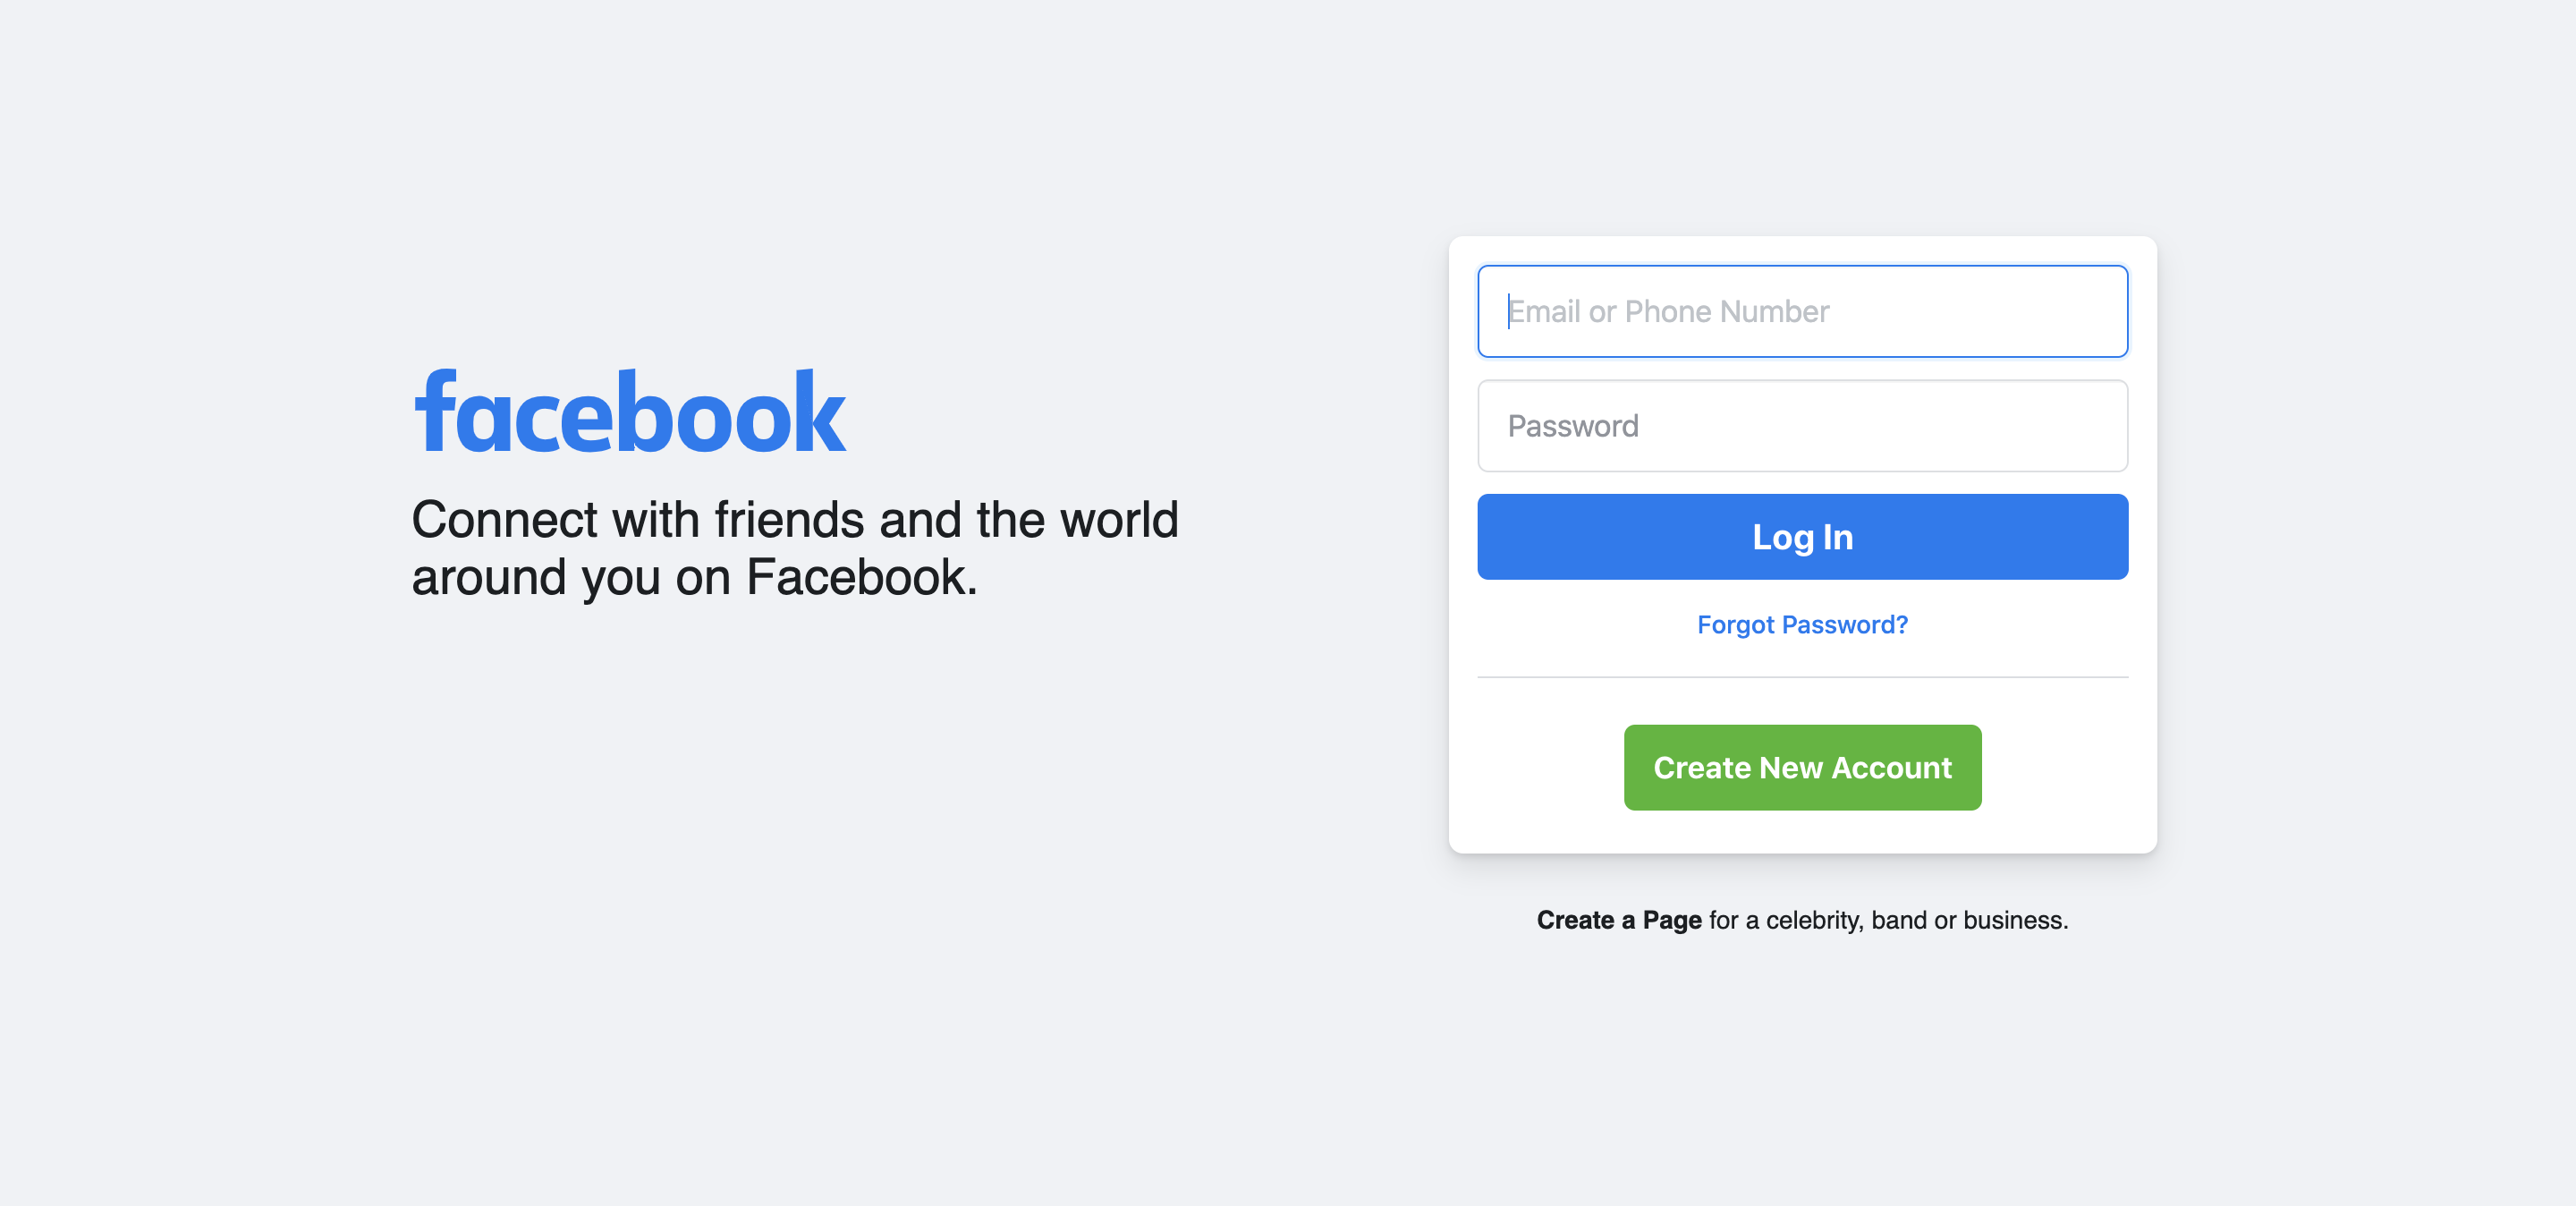 facebook
Connect with friends and the world
around you on Facebook.
Email or Phone Number
Password
Log In
Forgot Password?
Create New Account
Create a Page for a celebrity, band or business.